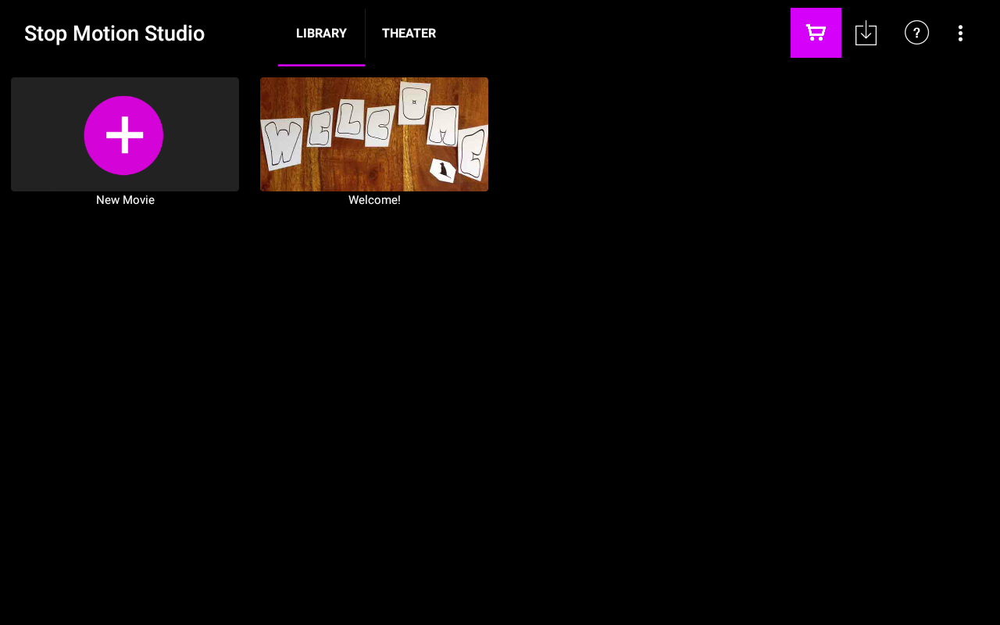 Stop Motion Studio
LIBRARY
THEATER
?
WELCOME
New Movie
Welcome!